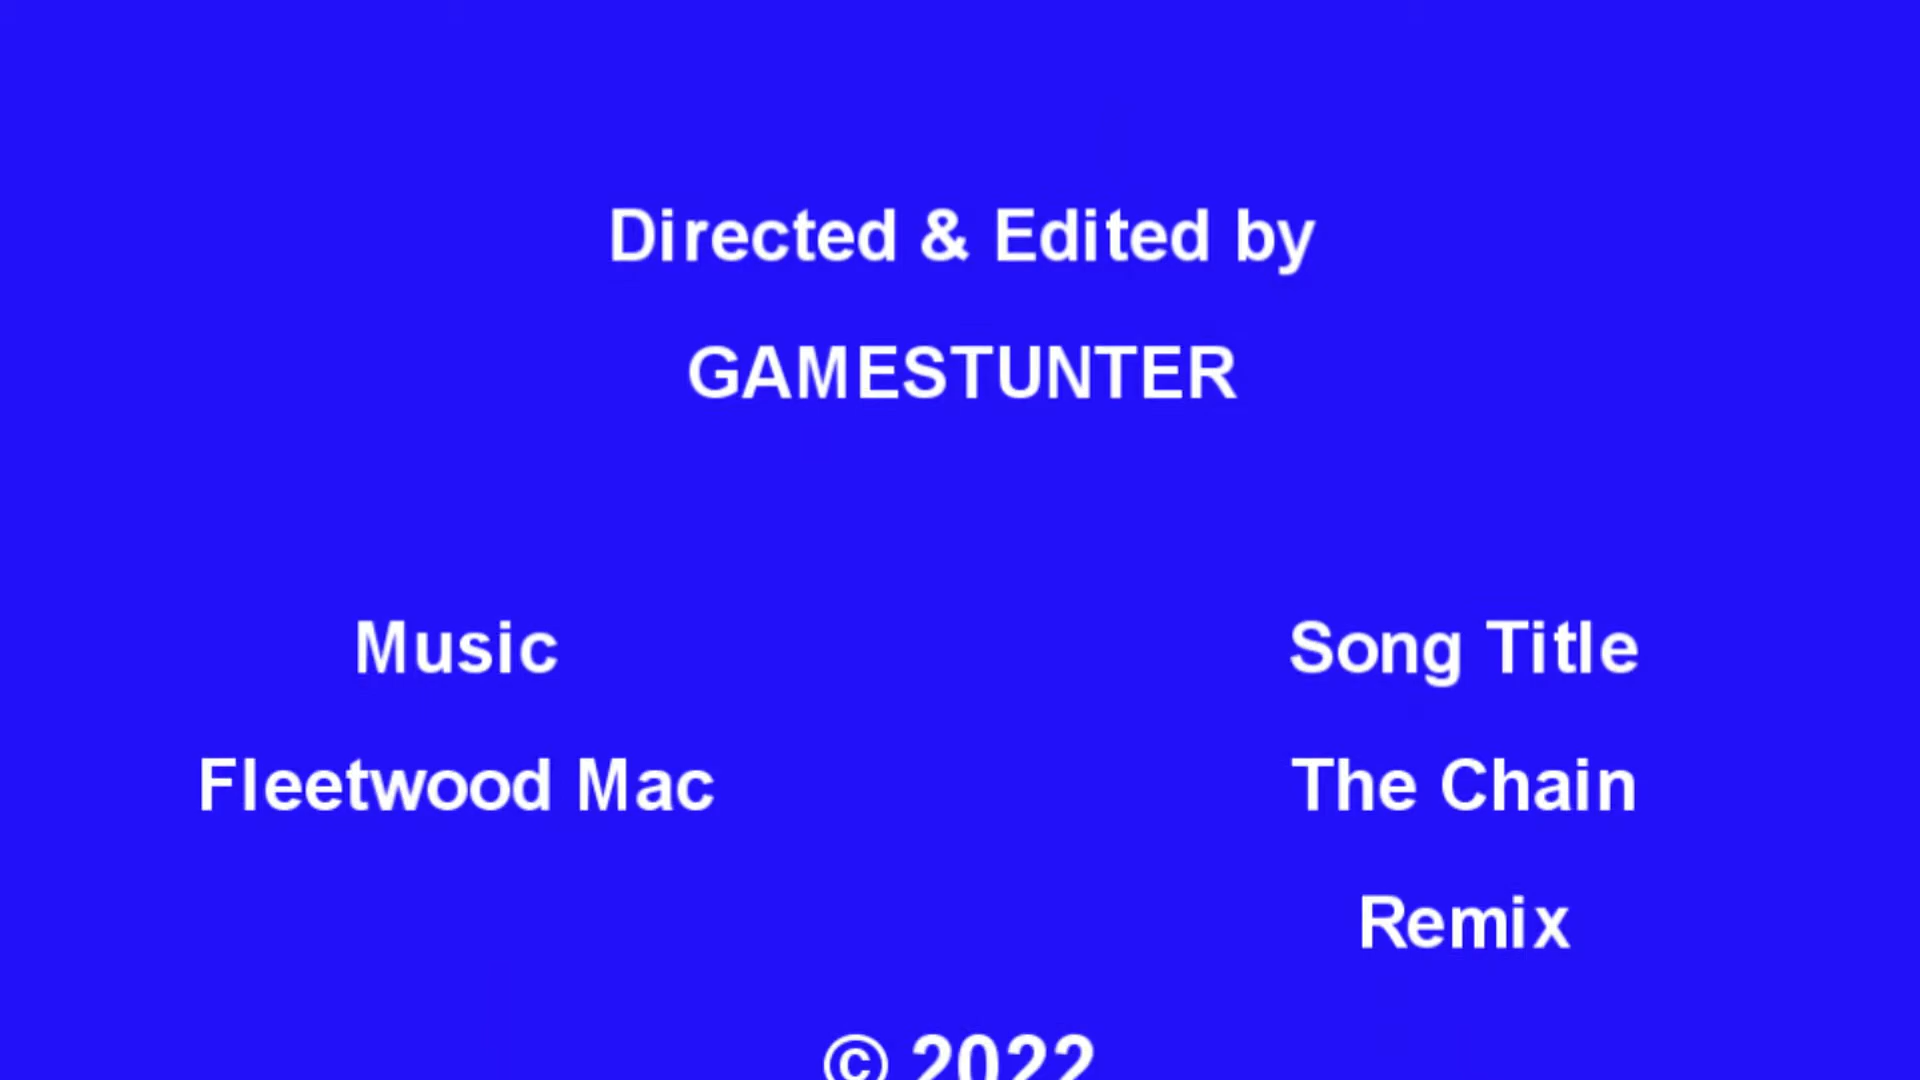 Directed & Edited by
GAMESTUNTER
Music
Fleetwood Mac
Song Title
The Chain
Remix
© 2022